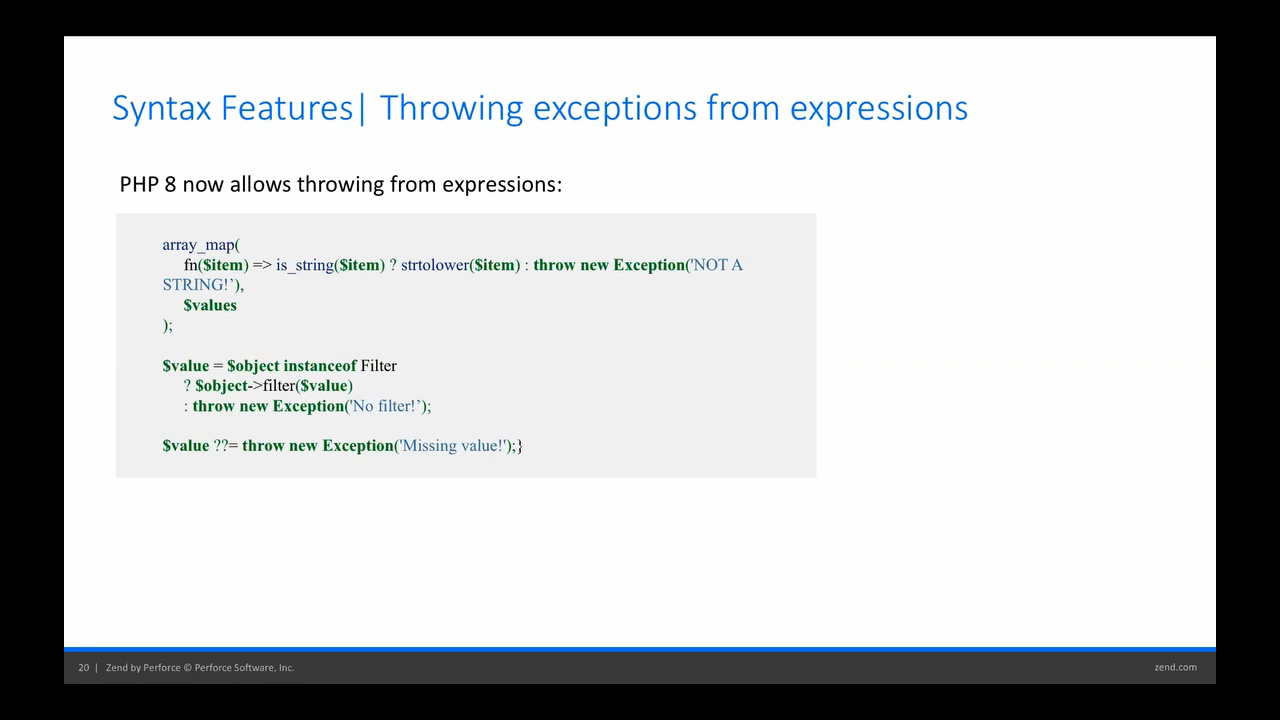 Syntax Features| Throwing exceptions from expressions
PHP 8 now allows throwing from expressions:
array_map(
fn($item) => is_string($item) ? strtolower($item) : throw new Exception('NOT A
STRING!’),
$values
);
$value = $object instanceof Filter
? $object->filter($value)
: throw new Exception('No filter!’);
$value ??= throw new Exception('Missing value!');}
20 | Zend by Perforce © Perforce Software, Inc.
zend.com